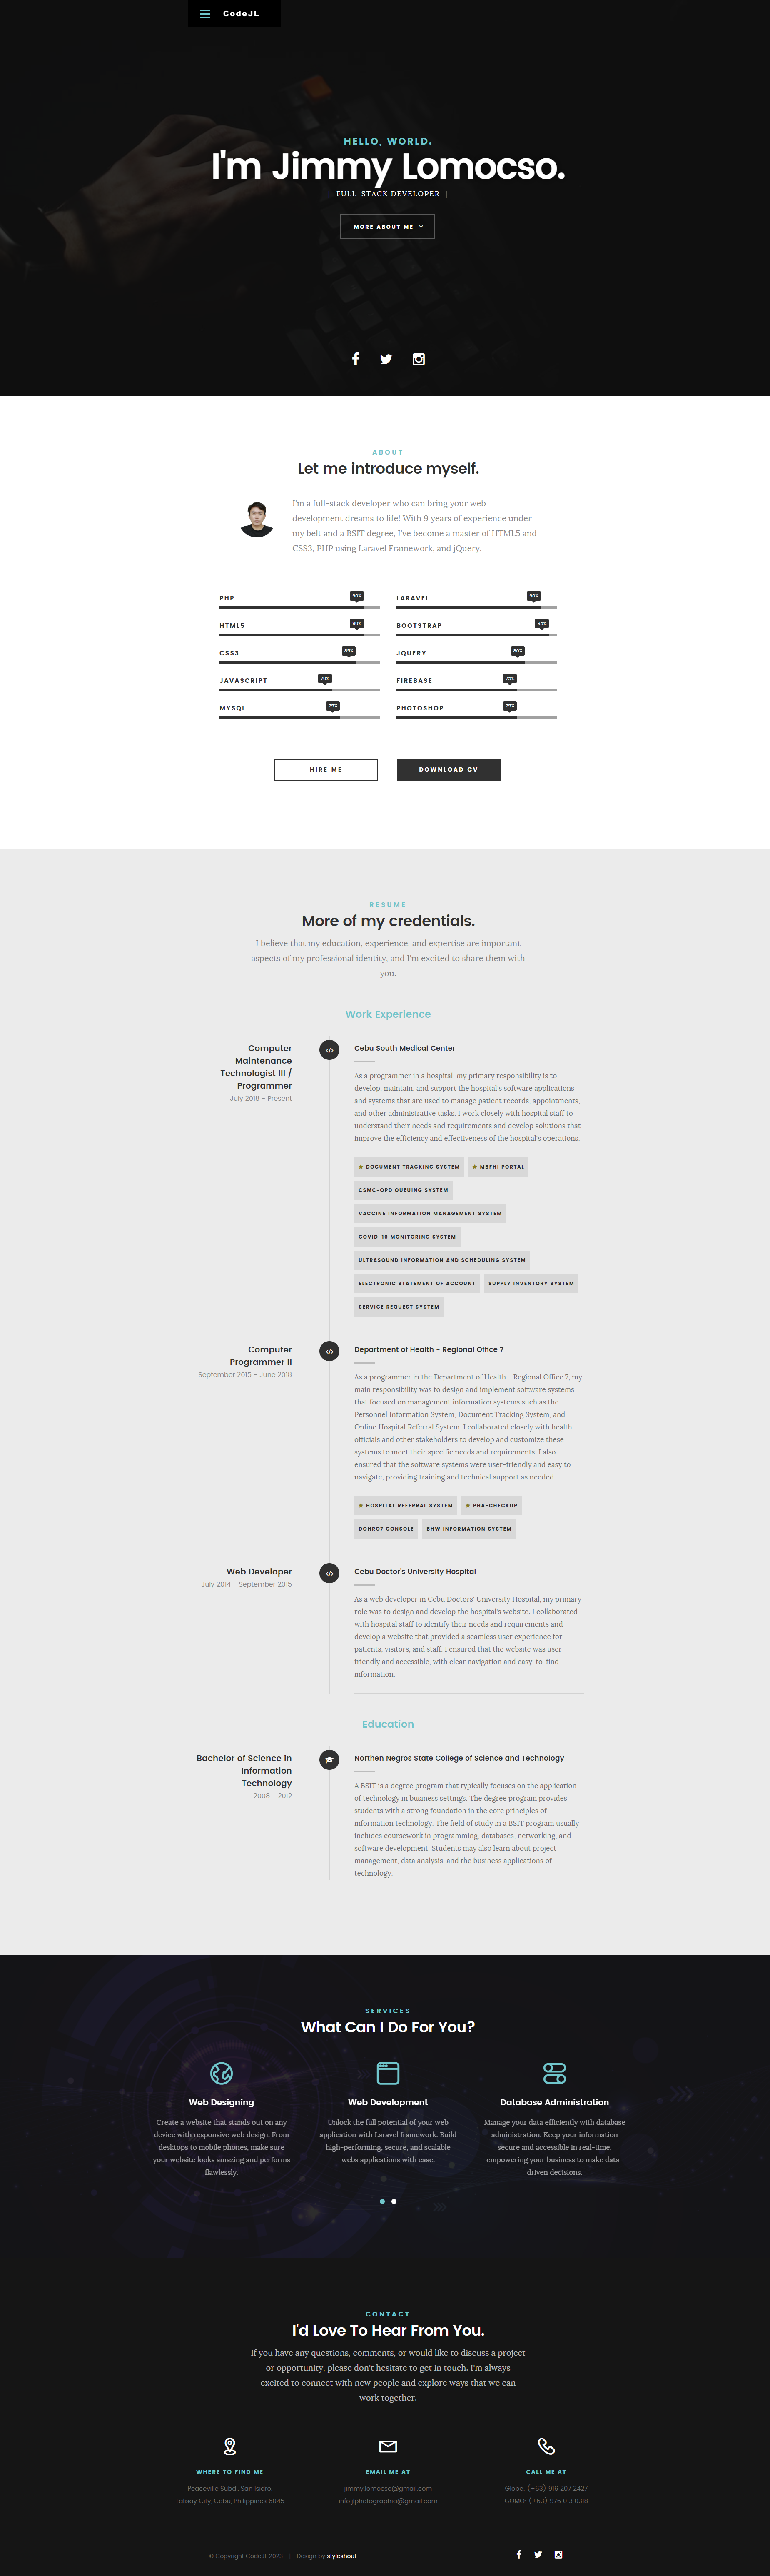 CodeJL
HELLO, WORLD.
I'm Jimmy Lomocso.
| FULL-STACK DEVELOPER |
MORE ABOUT ME
ABOUT
Let me introduce myself.
I'm a full-stack developer who can bring your web
development dreams to life! With 9 years of experience under
my belt and a BSIT degree, I've become a master of HTML5 and
CSS3, PHP using Laravel Framework, and jQuery.
PHP 90%
LARAVEL 90%
HTML5 90%
BOOTSTRAP 95%
CSS3 85%
JQUERY 80%
JAVASCRIPT 70%
FIREBASE 75%
MYSQL 75%
PHOTOSHOP 75%
HIRE ME
DOWNLOAD CV
RESUME
More of my credentials.
I believe that my education, experience, and expertise are important
aspects of my professional identity, and I'm excited to share them with
you.
Work Experience
Computer
Maintenance
Technologist III /
Programmer
July 2018 - Present
Cebu South Medical Center
As a programmer in a hospital, my primary responsibility is to
develop, maintain, and support the hospital's software applications
and systems that are used to manage patient records, appointments,
and other administrative tasks. I work closely with hospital staff to
understand their needs and requirements and develop solutions that
improve the efficiency and effectiveness of the hospital's operations.
DOCUMENT TRACKING SYSTEM
MBFHI PORTAL
CSMC-OPD QUEUING SYSTEM
VACCINE INFORMATION MANAGEMENT SYSTEM
COVID-19 MONITORING SYSTEM
ULTRASOUND INFORMATION AND SCHEDULING SYSTEM
ELECTRONIC STATEMENT OF ACCOUNT
SUPPLY INVENTORY SYSTEM
SERVICE REQUEST SYSTEM
Computer
Programmer II
September 2015 - June 2018
Department of Health - Regional Office 7
As a programmer in the Department of Health - Regional Office 7, my
main responsibility was to design and implement software systems
that focused on management information systems such as the
Personnel Information System, Document Tracking System, and
Online Hospital Referral System. I collaborated closely with health
officials and other stakeholders to develop and customize these
systems to meet their specific needs and requirements. I also
ensured that the software systems were user-friendly and easy to
navigate, providing training and technical support as needed.
HOSPITAL REFERRAL SYSTEM
PHA-CHECKUP
DOHRO7 CONSOLE
BHW INFORMATION SYSTEM
Web Developer
July 2014 - September 2015
Cebu Doctor's University Hospital
As a web developer in Cebu Doctors' University Hospital, my primary
role was to design and develop the hospital's website. I collaborated
with hospital staff to identify their needs and requirements and
develop a website that provided a seamless user experience for
patients, visitors, and staff. I ensured that the website was user-
friendly and accessible, with clear navigation and easy-to-find
information.
Education
Bachelor of Science in
Information
Technology
2008 - 2012
Northen Negros State College of Science and Technology
A BSIT is a degree program that typically focuses on the application
of technology in business settings. The degree program provides
students with a strong foundation in the core principles of
information technology. The field of study in a BSIT program usually
includes coursework in programming, databases, networking, and
software development. Students may also learn about project
management, data analysis, and the business applications of
technology.
SERVICES
What Can I Do For You?
Web Designing
Create a website that stands out on any
device with responsive web design. From
desktops to mobile phones, make sure
your website looks amazing and performs
flawlessly.
Web Development
Unlock the full potential of your web
application with Laravel framework. Build
high-performing, secure, and scalable
webs applications with ease.
Database Administration
Manage your data efficiently with database
administration. Keep your information
secure and accessible in real-time,
empowering your business to make data-
driven decisions.
CONTACT
I'd Love To Hear From You.
If you have any questions, comments, or would like to discuss a project
or opportunity, please don't hesitate to get in touch. I'm always
excited to connect with new people and explore ways that we can
work together.
WHERE TO FIND ME
Peaceville Subd., San Isidro,
Talisay City, Cebu, Philippines 6045
EMAIL ME AT
jimmy.lomocso@gmail.com
info.jlphotographia@gmail.com
CALL ME AT
Globe: (+63) 916 207 2427
GOMO: (+63) 976 013 0318
© Copyright CodeJL 2023. | Design by styleshout